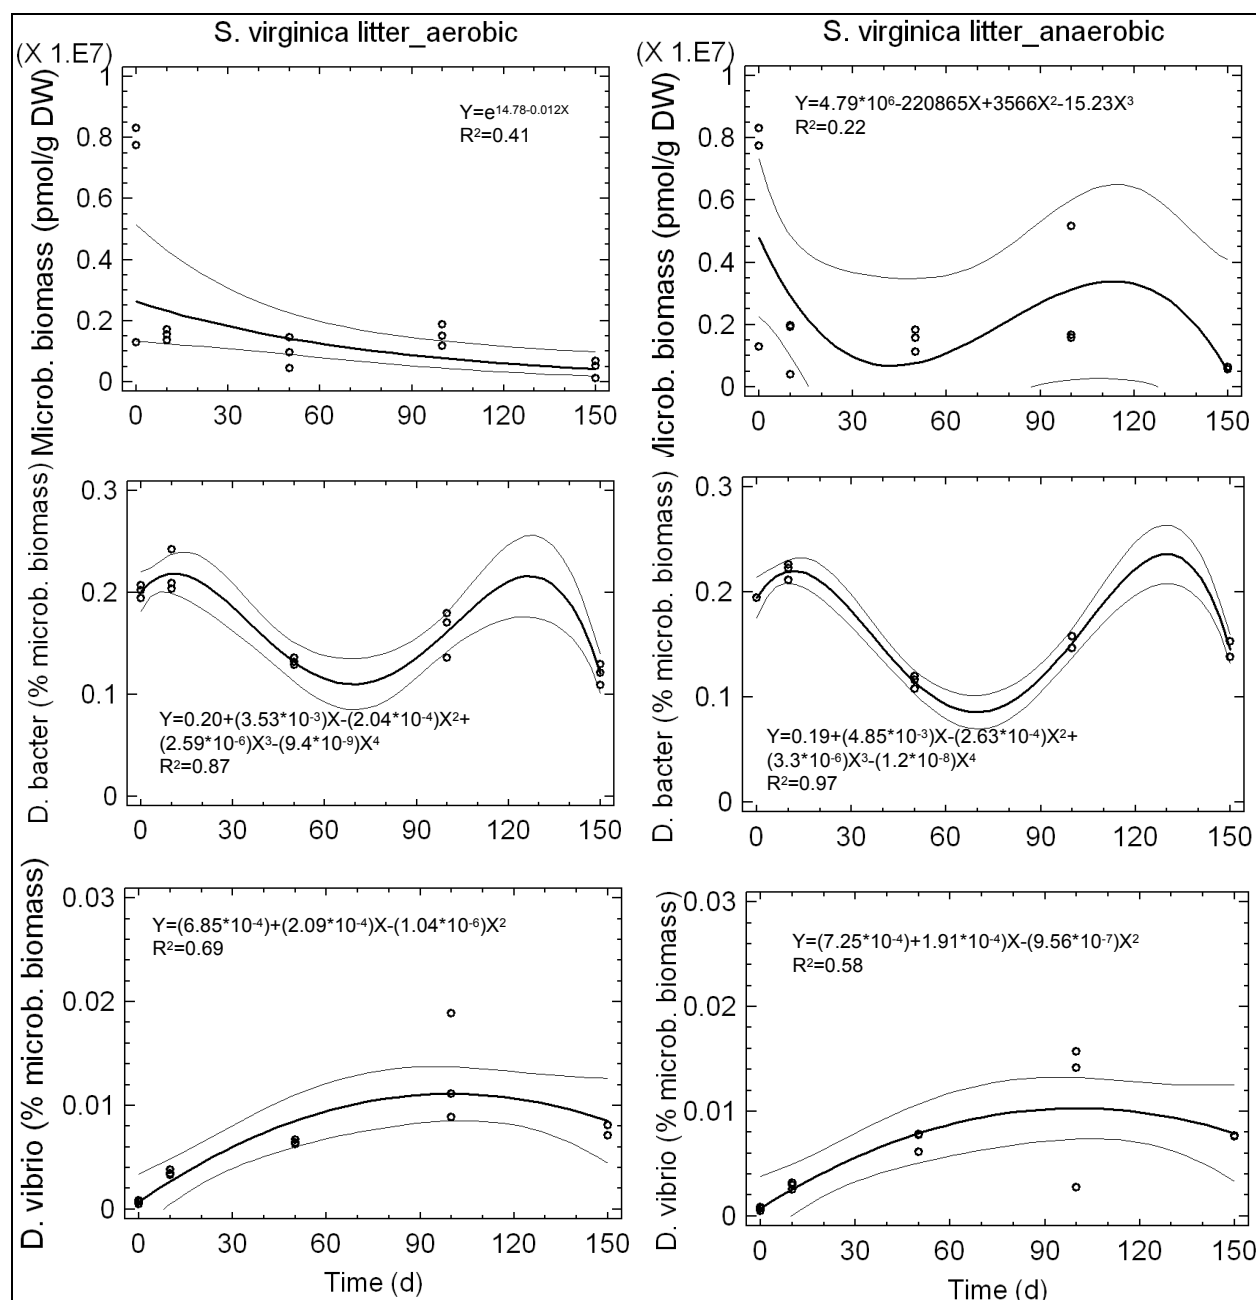 S. virginica litter_aerobic
S. virginica litter_anaerobic
(X 1.E7)
(X 1.E7)
Microb. biomass (pmol/g DW)
1
0.8
0.6
0.4
0.2
0
Y=e^14.78-0.012X
R²=0.41
0 30 60 90 120 150
Microb. biomass (pmol/g DW)
1
0.8
0.6
0.4
0.2
0
Y=4.79*10⁶-220865X+3566X²-15.23X³
R²=0.22
0 30 60 90 120 150
D. bacter (% microb. biomass)
0.3
0.2
0.1
0
Y=0.20+(3.53*10⁻³)X-(2.04*10⁻⁴)X²+
(2.59*10⁻⁶)X³-(9.4*10⁻⁹)X⁴
R²=0.87
0 30 60 90 120 150
D. bacter (% microb. biomass)
0.3
0.2
0.1
0
Y=0.19+(4.85*10⁻³)X-(2.63*10⁻⁴)X²+
(3.3*10⁻⁶)X³-(1.2*10⁻⁸)X⁴
R²=0.97
0 30 60 90 120 150
D. vibrio (% microb. biomass)
0.03
0.02
0.01
0
Y=(6.85*10⁻⁴)+(2.09*10⁻⁴)X-(1.04*10⁻⁶)X²
R²=0.69
0 30 60 90 120 150
Time (d)
D. vibrio (% microb. biomass)
0.03
0.02
0.01
0
Y=(7.25*10⁻⁴)+1.91*10⁻⁴)X-(9.56*10⁻⁷)X²
R²=0.58
0 30 60 90 120 150
Time (d)